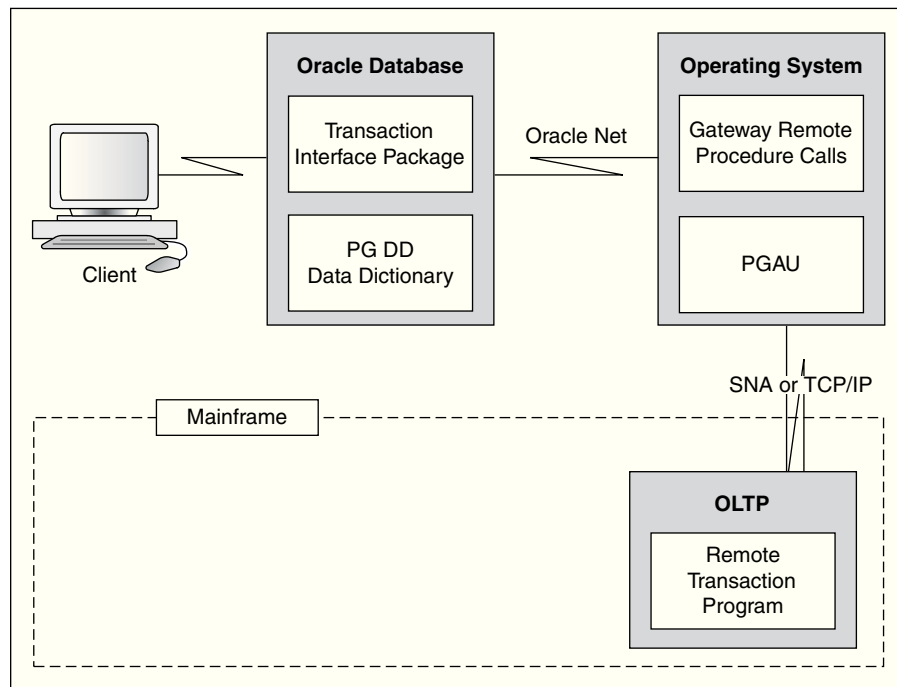 Oracle Database
Transaction
Interface Package
PG DD
Data Dictionary
Client
Oracle Net
Operating System
Gateway Remote
Procedure Calls
PGAU
SNA or TCP/IP
Mainframe
OLTP
Remote
Transaction
Program